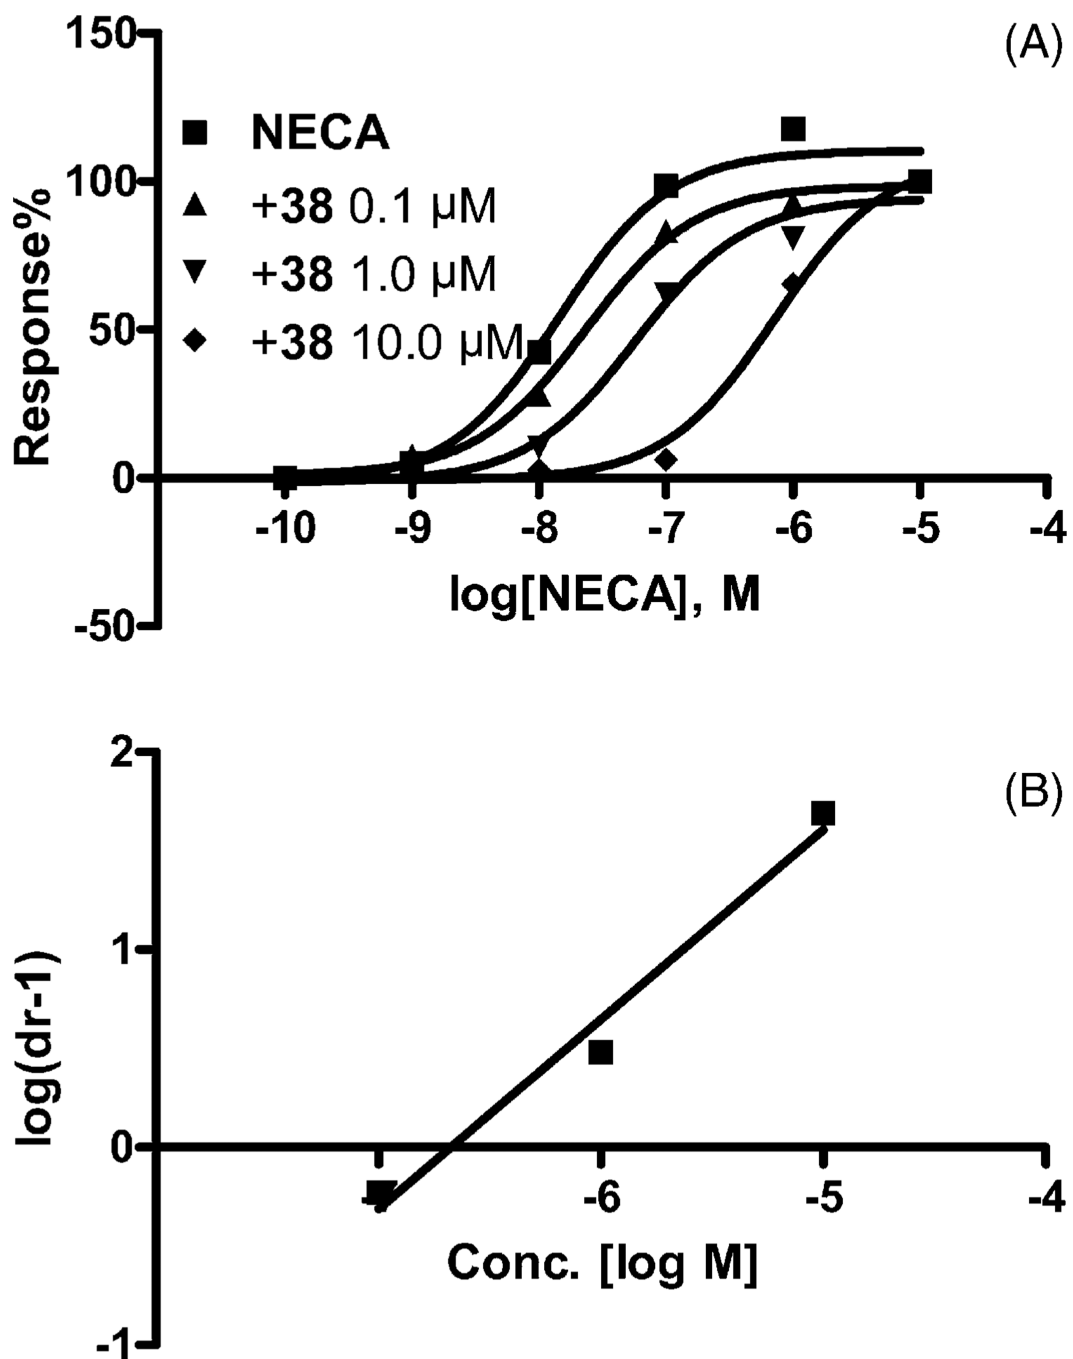 150
(A)
NECA
100
+38 0.1 µM
+38 1.0 µM
50
+38 10.0 µM
Response%
0
-10 -9 -8 -7 -6 -5 -4
log[NECA], M
-50
2
(B)
1
log(dr-1)
0
-6 -5 -4
Conc. [log M]
-1